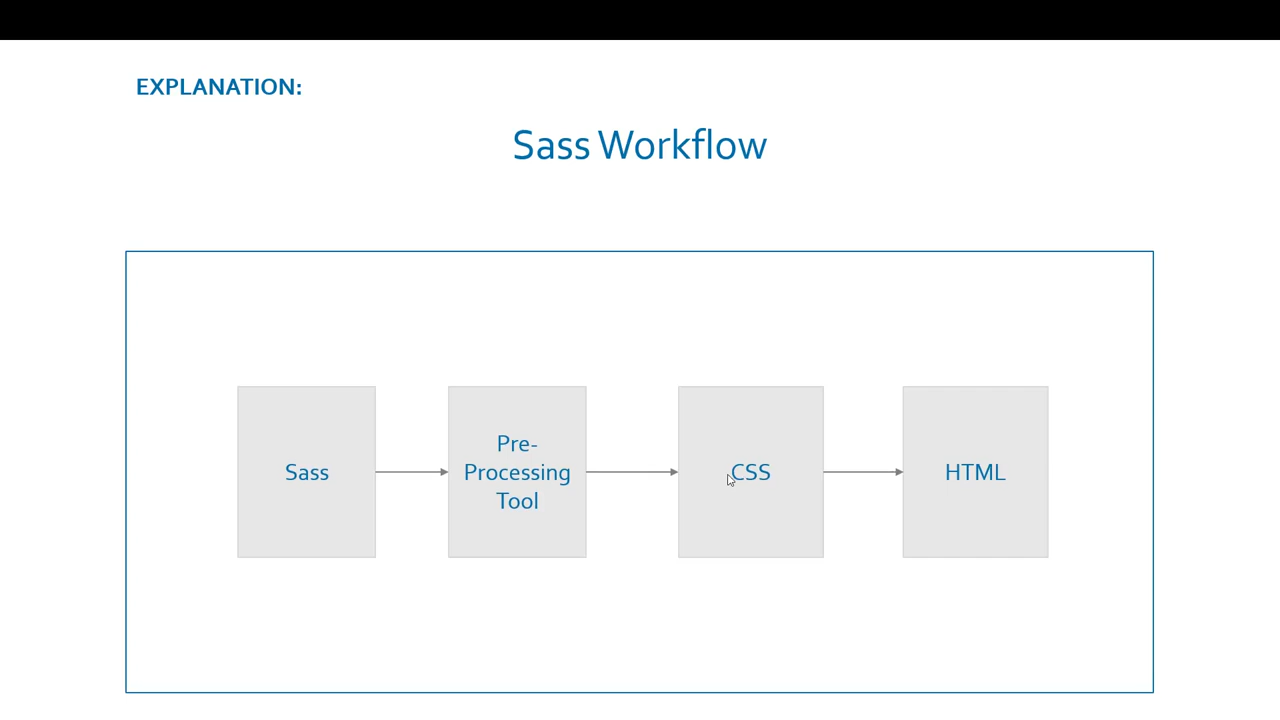 EXPLANATION:
Sass Workflow
Sass
Pre-
Processing
Tool
CSS
HTML